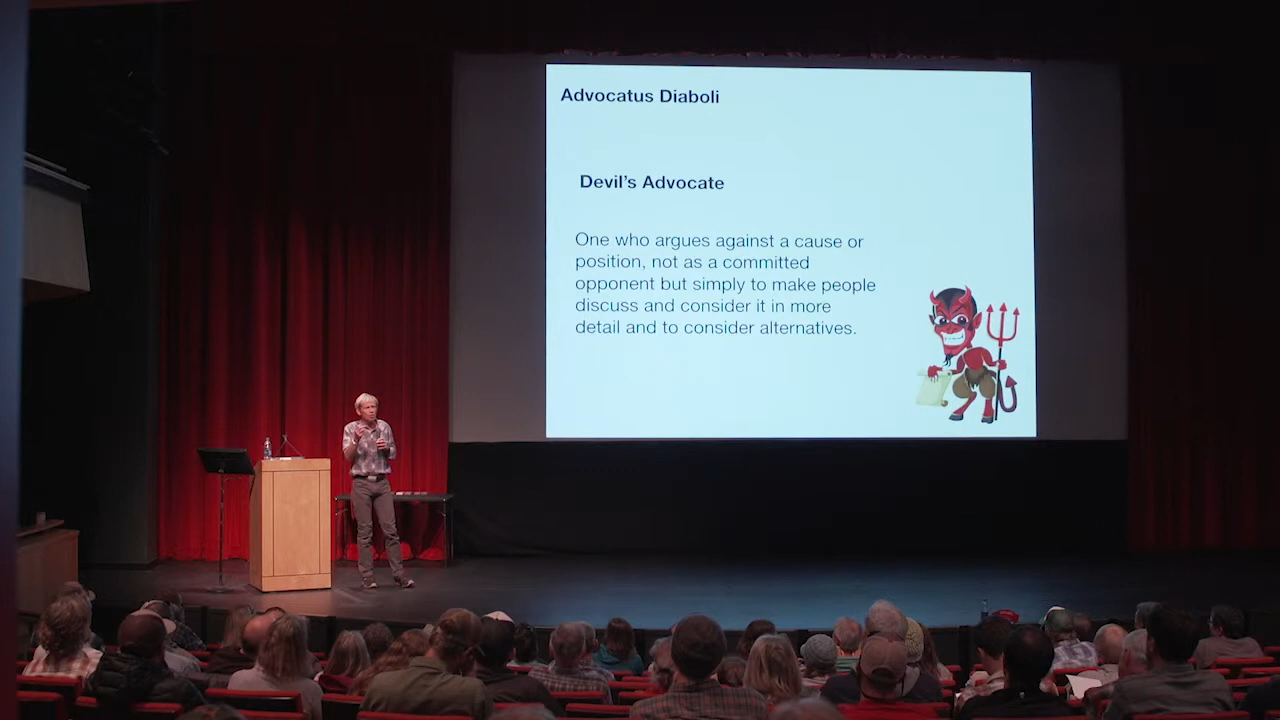 Advocatus Diaboli
Devil's Advocate
One who argues against a cause or
position, not as a committed
opponent but simply to make people
discuss and consider it in more
detail and to consider alternatives.